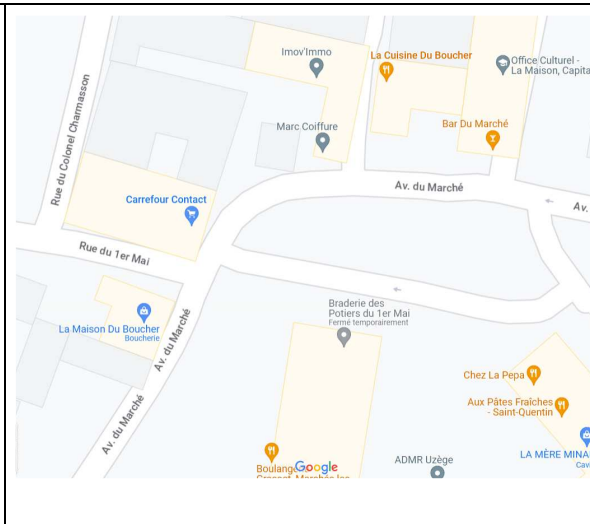 Imov'Immo
La Cuisine Du Boucher
Office Culturel -
La Maison, Capita
Rue du Colonel Charmasson
Marc Coiffure
Bar Du Marché
Av. du Marché
Av.
Carrefour Contact
Rue du 1er Mai
Braderie des
Potiers du 1er Mai
Fermé temporairement
La Maison Du Boucher
Boucherie
Av. du Marché
Chez La Pepa
Aux Pâtes Fraîches
- Saint-Quentin
Av. du Marché
LA MÈRE MINA
Cavi
ADMR Uzège
Boulange
Google